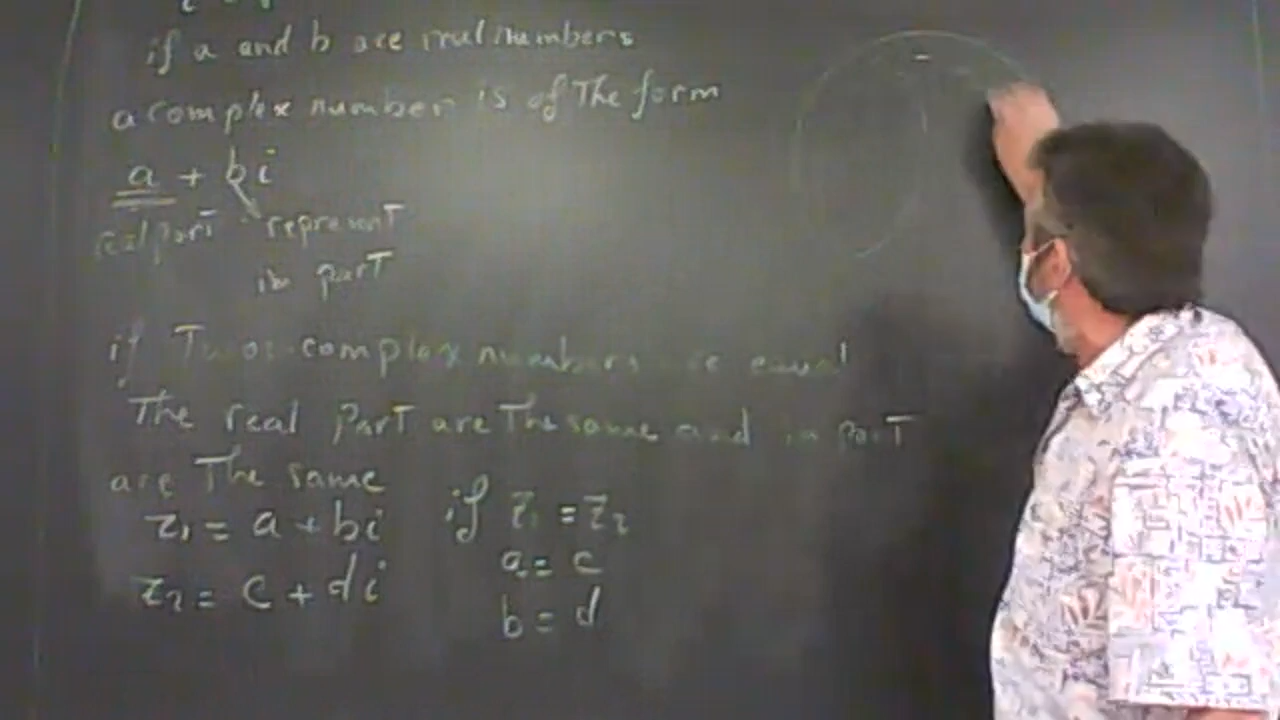 if a and b are real numbers
a complex number is of The form
a + bi
real part represent
im part
if Two complex numbers are equal
The real Part are The same and im Part
are The same
z₁ = a + bi if z₁ = z₂
a = c
z₂ = c + di
b = d